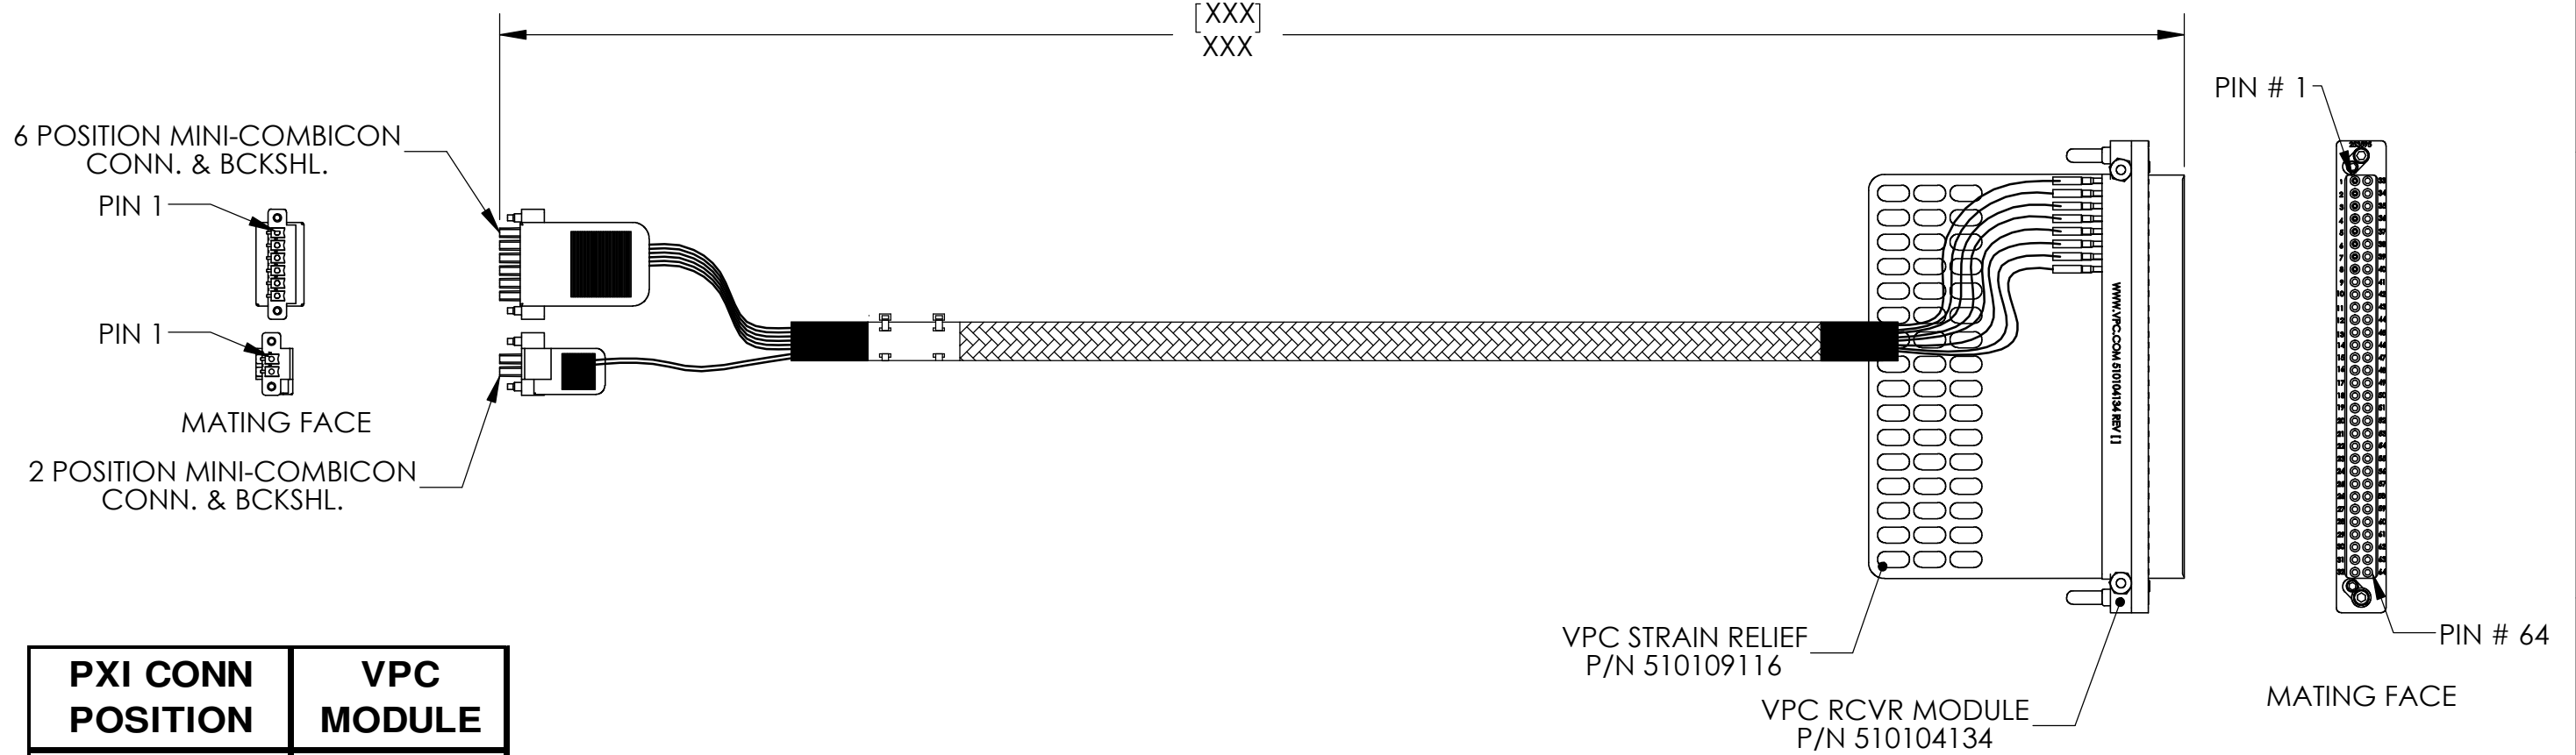 [XXX]
XXX
6 POSITION MINI-COMBICON
CONN. & BCKSHL.
PIN 1
PIN 1
MATING FACE
2 POSITION MINI-COMBICON
CONN. & BCKSHL.
WWW.VPC.COM 510104134 REV [ ]
VPC STRAIN RELIEF
P/N 510109116
VPC RCVR MODULE
P/N 510104134
PIN # 1
PIN # 64
MATING FACE
PXI CONN
POSITION
VPC
MODULE